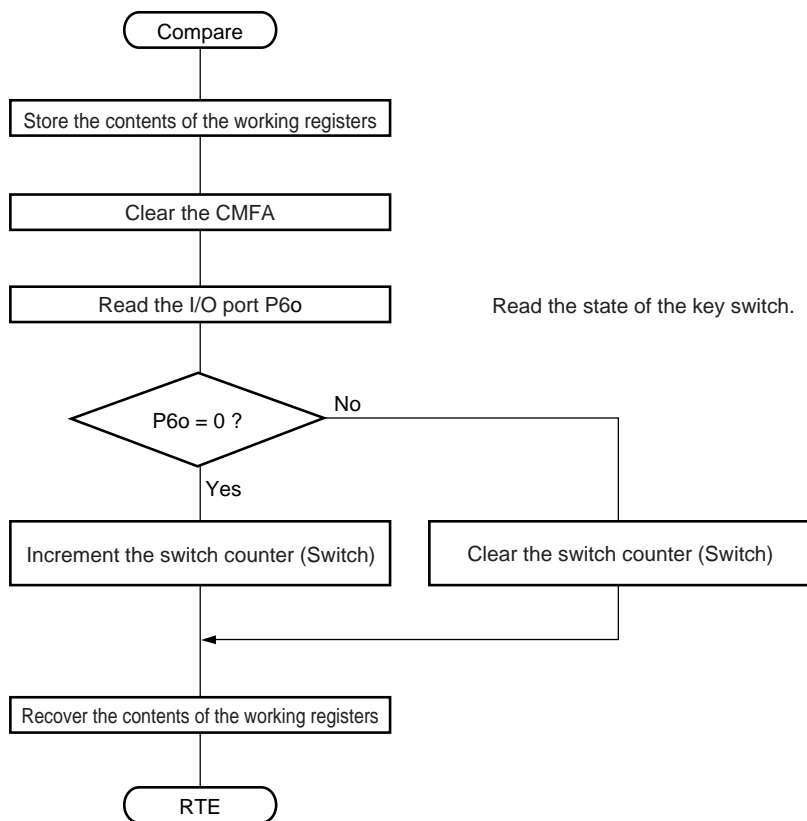 Compare
Store the contents of the working registers
Clear the CMFA
Read the I/O port P6o
Read the state of the key switch.
P6o = 0 ?
No
Yes
Increment the switch counter (Switch)
Clear the switch counter (Switch)
Recover the contents of the working registers
RTE